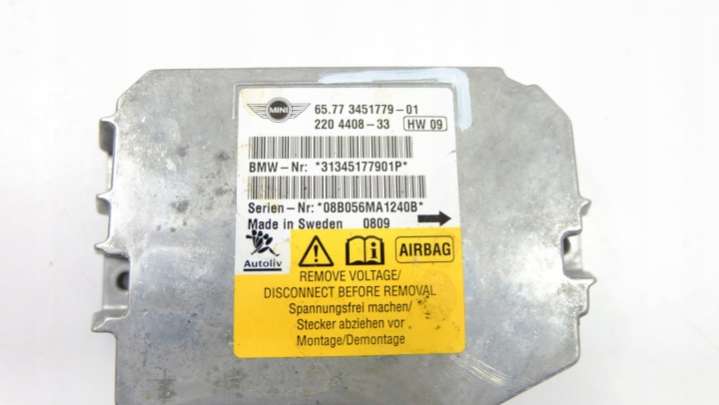 MINI
65.77 3451779-01
220 4408-33 HW 09
BMW-Nr: *31345177901P*
Serien-Nr: *08B056MA1240B*
Made in Sweden 0809
Autoliv
AIRBAG
REMOVE VOLTAGE/
DISCONNECT BEFORE REMOVAL
Spannungsfrei machen/
Stecker abziehen vor
Montage/Demontage